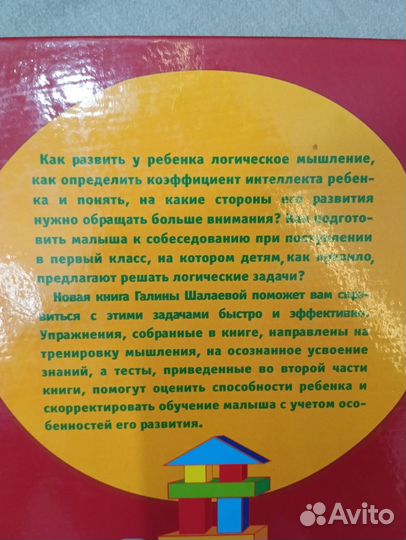 Как развить у ребенка логическое мышление,
как определить коэффициент интеллекта ребен-
ка и понять, на какие стороны его развития
нужно обращать больше внимания? Как подгото-
вить малыша к собеседованию при поступлении
в первый класс, на котором детям, как правило,
предлагают решать логические задачи?
Новая книга Галины Шалаевой поможет вам спра-
виться с этими задачами быстро и эффективно.
Упражнения, собранные в книге, направлены на
тренировку мышления, на осознанное усвоение
знаний, а тесты, приведенные во второй части
книги, помогут оценить способности ребенка и
скорректировать обучение малыша с учетом осо-
бенностей его развития.
Avito